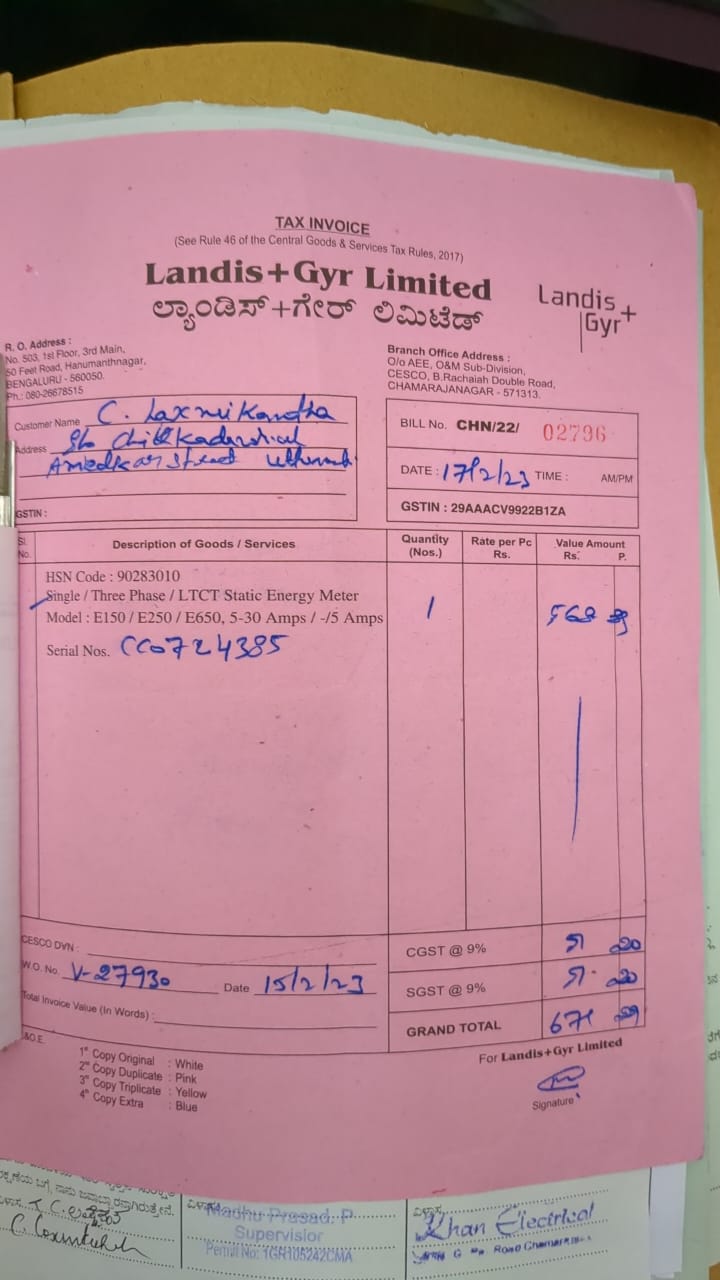 TAX INVOICE
(See Rule 46 of the Central Goods & Services Tax Rules, 2017)
Landis+Gyr Limited
ಲ್ಯಾಂಡಿಸ್+ಗೇರ್ ಲಿಮಿಟೆಡ್
Landis+
Gyr
R. O. Address :
No. 503, 1st Floor, 3rd Main,
50 Feet Road, Hanumanthnagar,
BENGALURU - 560050.
Ph.: 080-26678515
Branch Office Address :
O/o AEE, O&M Sub-Division,
CESCO, B.Rachaiah Double Road,
CHAMARAJANAGAR - 571313.
Customer Name C. Laxmikandha
Address S/o
Street
GSTIN :
BILL No. CHN/22/ 02796
DATE : 17/2/23 TIME : AM/PM
GSTIN : 29AAACV9922B1ZA
Sl. No. Description of Goods / Services Quantity (Nos.) Rate per Pc Rs. Value Amount Rs. P.
HSN Code : 90283010
Single / Three Phase / LTCT Static Energy Meter
Model : E150 / E250 / E650, 5-30 Amps / -/5 Amps 1
Serial Nos. CC0724385
CESCO DVN :
W.O. No. V-27930 Date 15/2/23
Total Invoice Value (In Words) :
CGST @ 9% 20
SGST @ 9% 20
GRAND TOTAL 671
E&O.E.
1st Copy Original : White
2nd Copy Duplicate : Pink
3rd Copy Triplicate : Yellow
4th Copy Extra : Blue
For Landis+Gyr Limited
Signature
Madhu Prasad. P
Supervisior
ವಿಳಾಸ
Khan Electrical